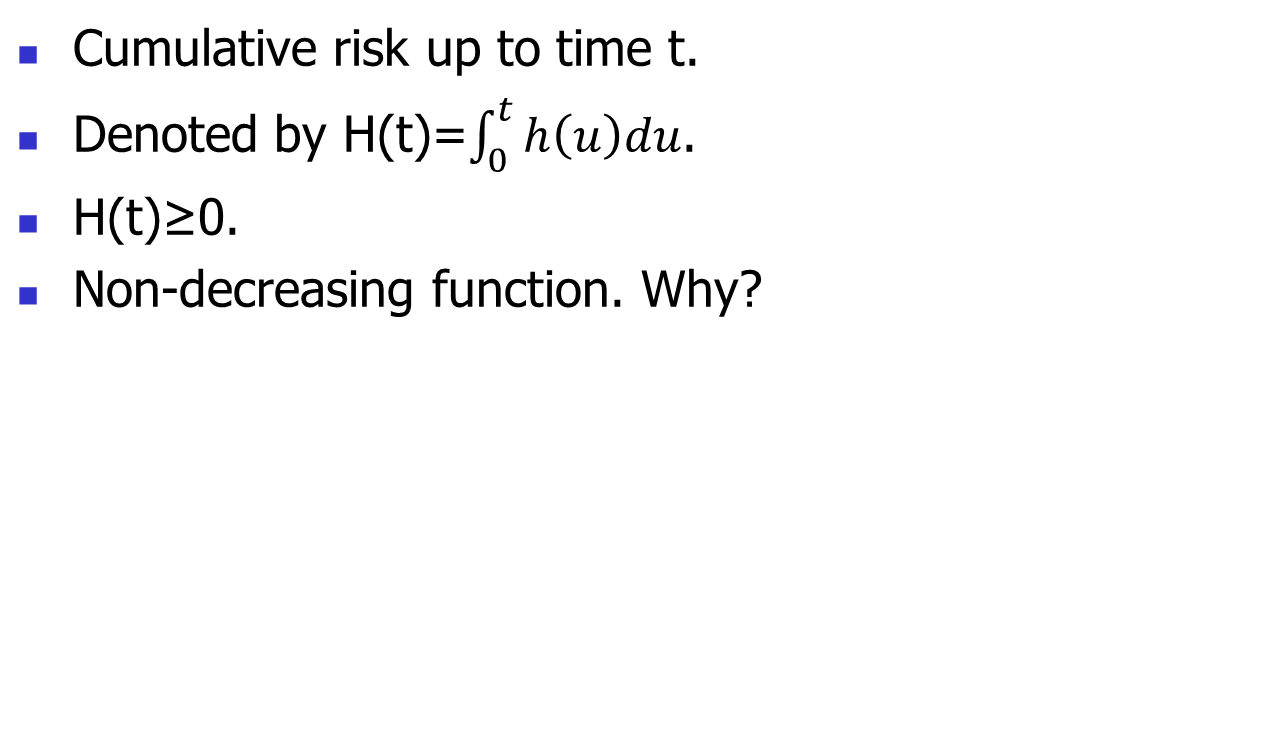 ▪ Cumulative risk up to time t.
▪ Denoted by H(t)=∫₀ᵗ h(u)du.
▪ H(t)≥0.
▪ Non-decreasing function. Why?